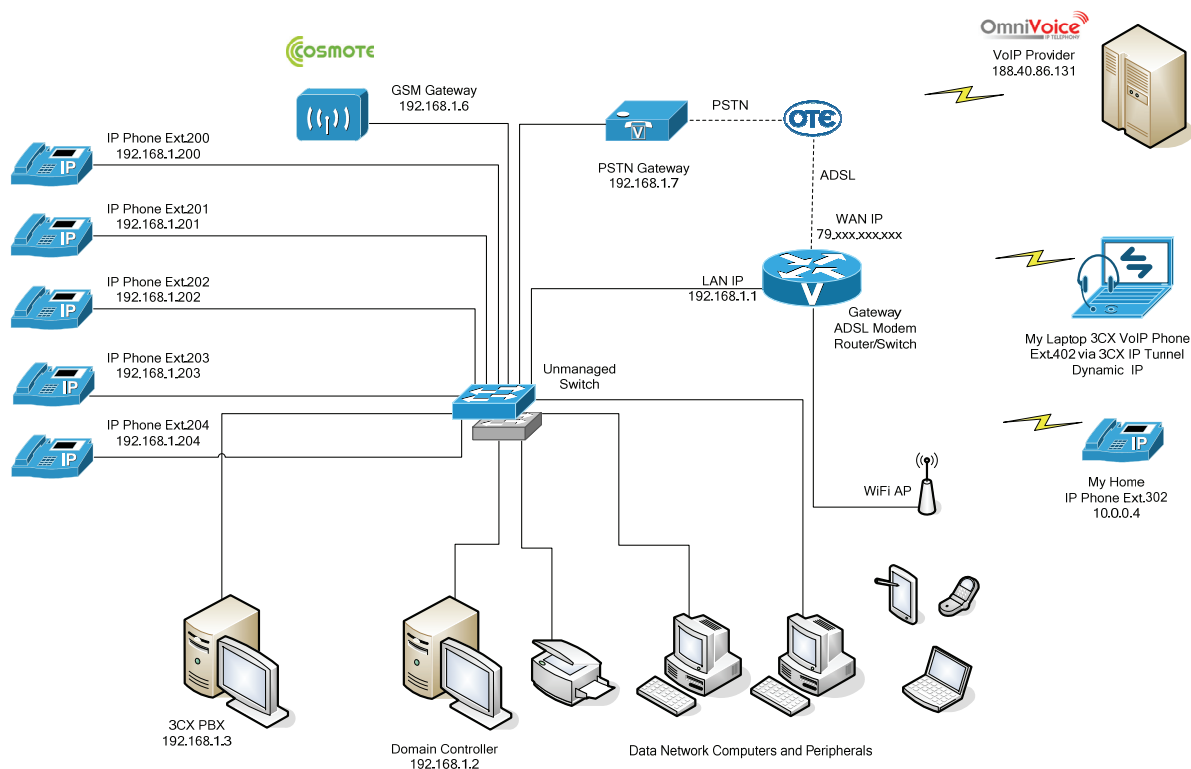 COSMOTE
GSM Gateway
192.168.1.6
PSTN
OTE
OmniVoice
IP TELEPHONY
VoIP Provider
188.40.86.131
IP Phone Ext.200
192.168.1.200
IP
V
PSTN Gateway
192.168.1.7
ADSL
IP Phone Ext.201
192.168.1.201
IP
WAN IP
79.xxx.xxx.xxx
LAN IP
192.168.1.1
V
Gateway
ADSL Modem
Router/Switch
IP Phone Ext.202
192.168.1.202
IP
My Laptop 3CX VoIP Phone
Ext.402 via 3CX IP Tunnel
Dynamic IP
IP Phone Ext.203
192.168.1.203
IP
Unmanaged
Switch
IP Phone Ext.204
192.168.1.204
IP
IP
My Home
IP Phone Ext.302
10.0.0.4
WiFi AP
3CX PBX
192.168.1.3
Domain Controller
192.168.1.2
Data Network Computers and Peripherals